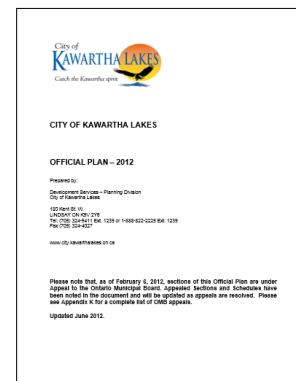 City of
KAWARTHA LAKES
Catch the Kawartha spirit
CITY OF KAWARTHA LAKES
OFFICIAL PLAN – 2012
Prepared by:
Development Services – Planning Division
City of Kawartha Lakes
180 Kent St. W.
LINDSAY ON K9V 2Y6
Tel: (705) 324-9411 Ext. 1239 or 1-888-822-2225 Ext. 1239
Fax (705) 324-4027
www.city.kawarthalakes.on.ca
Please note that, as of February 6, 2012, sections of this Official Plan are under
Appeal to the Ontario Municipal Board. Appealed Sections and Schedules have
been noted in the document and will be updated as appeals are resolved. Please
see Appendix K for a complete list of OMB appeals.
Updated June 2012.